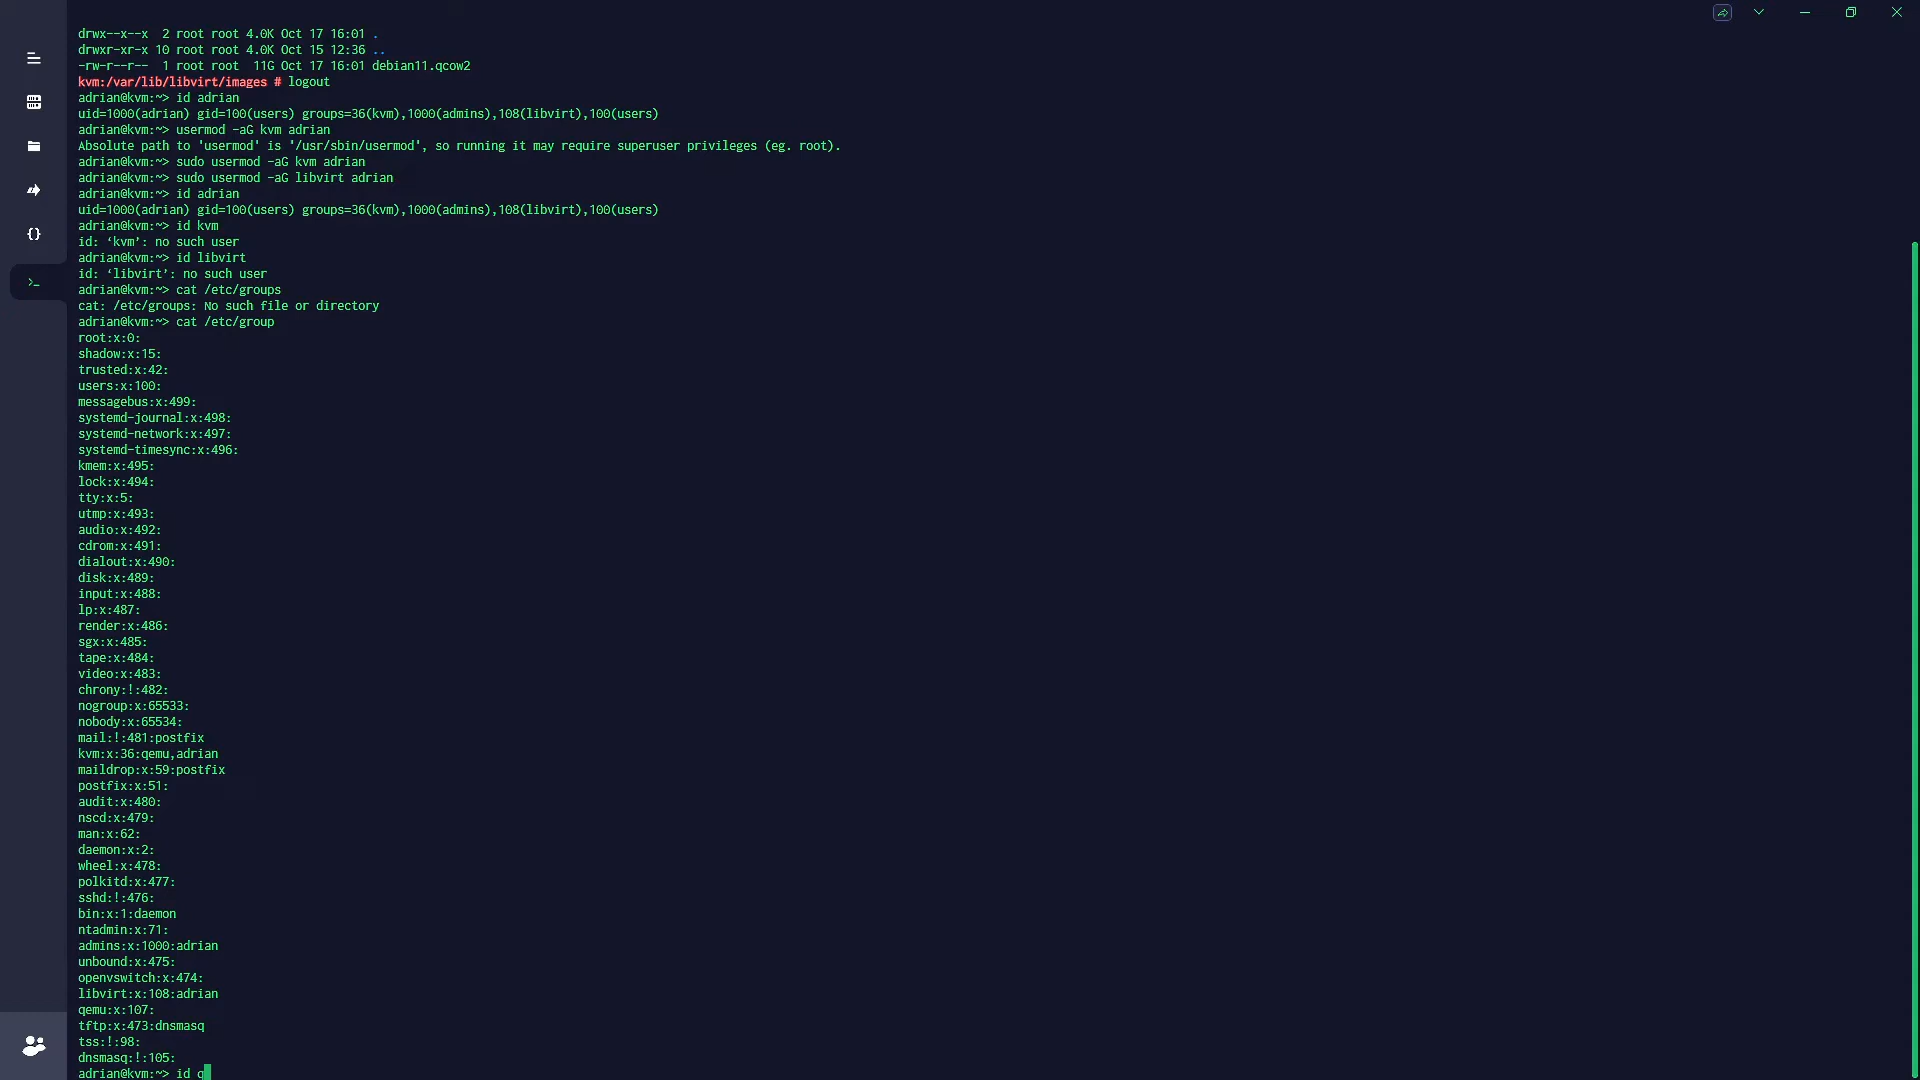 drwx--x--x  2 root root 4.0K Oct 17 16:01 .
drwxr-xr-x 10 root root 4.0K Oct 15 12:36 ..
-rw-r--r--  1 root root  11G Oct 17 16:01 debian11.qcow2
kvm:/var/lib/libvirt/images # logout
adrian@kvm:~> id adrian
uid=1000(adrian) gid=100(users) groups=36(kvm),1000(admins),108(libvirt),100(users)
adrian@kvm:~> usermod -aG kvm adrian
Absolute path to 'usermod' is '/usr/sbin/usermod', so running it may require superuser privileges (eg. root).
adrian@kvm:~> sudo usermod -aG kvm adrian
adrian@kvm:~> sudo usermod -aG libvirt adrian
adrian@kvm:~> id adrian
uid=1000(adrian) gid=100(users) groups=36(kvm),1000(admins),108(libvirt),100(users)
adrian@kvm:~> id kvm
id: ‘kvm’: no such user
adrian@kvm:~> id libvirt
id: ‘libvirt’: no such user
adrian@kvm:~> cat /etc/groups
cat: /etc/groups: No such file or directory
adrian@kvm:~> cat /etc/group
root:x:0:
shadow:x:15:
trusted:x:42:
users:x:100:
messagebus:x:499:
systemd-journal:x:498:
systemd-network:x:497:
systemd-timesync:x:496:
kmem:x:495:
lock:x:494:
tty:x:5:
utmp:x:493:
audio:x:492:
cdrom:x:491:
dialout:x:490:
disk:x:489:
input:x:488:
lp:x:487:
render:x:486:
sgx:x:485:
tape:x:484:
video:x:483:
chrony:!:482:
nogroup:x:65533:
nobody:x:65534:
mail:!:481:postfix
kvm:x:36:qemu,adrian
maildrop:x:59:postfix
postfix:x:51:
audit:x:480:
nscd:x:479:
man:x:62:
daemon:x:2:
wheel:x:478:
polkitd:x:477:
sshd:!:476:
bin:x:1:daemon
ntadmin:x:71:
admins:x:1000:adrian
unbound:x:475:
openvswitch:x:474:
libvirt:x:108:adrian
qemu:x:107:
tftp:x:473:dnsmasq
tss:!:98:
dnsmasq:!:105:
adrian@kvm:~> id q